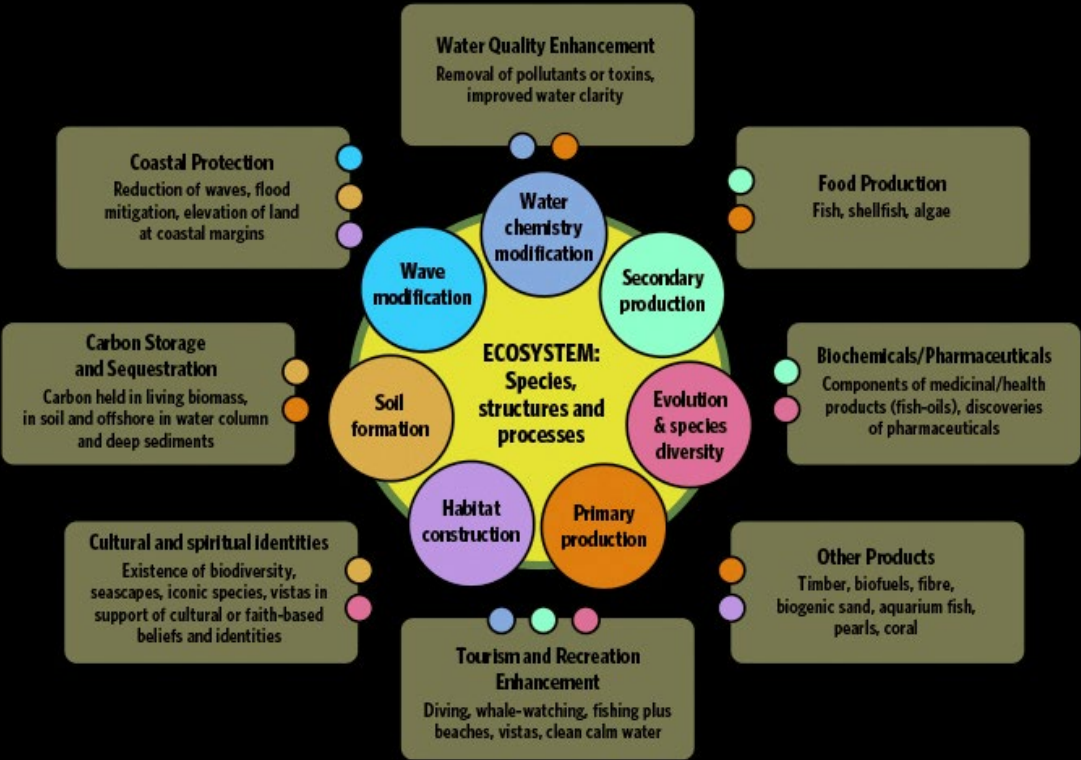 Water Quality Enhancement
Removal of pollutants or toxins,
improved water clarity
Coastal Protection
Reduction of waves, flood
mitigation, elevation of land
at coastal margins
Food Production
Fish, shellfish, algae
Water
chemistry
modification
Wave
modification
Secondary
production
Carbon Storage
and Sequestration
Carbon held in living biomass,
in soil and offshore in water column
and deep sediments
Soil
formation
ECOSYSTEM:
Species,
structures and
processes
Evolution
& species
diversity
Biochemicals/Pharmaceuticals
Components of medicinal/health
products (fish-oils), discoveries
of pharmaceuticals
Habitat
construction
Primary
production
Cultural and spiritual identities
Existence of biodiversity,
seascapes, iconic species, vistas in
support of cultural or faith-based
beliefs and identities
Other Products
Timber, biofuels, fibre,
biogenic sand, aquarium fish,
pearls, coral
Tourism and Recreation
Enhancement
Diving, whale-watching, fishing plus
beaches, vistas, clean calm water